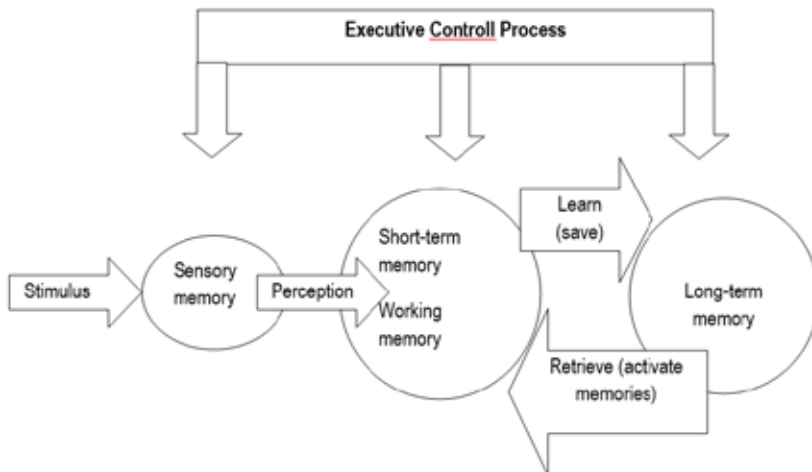 Executive Controll Process
Stimulus
Sensory
memory
Perception
Short-term
memory
Working
memory
Learn
(save)
Long-term
memory
Retrieve (activate
memories)